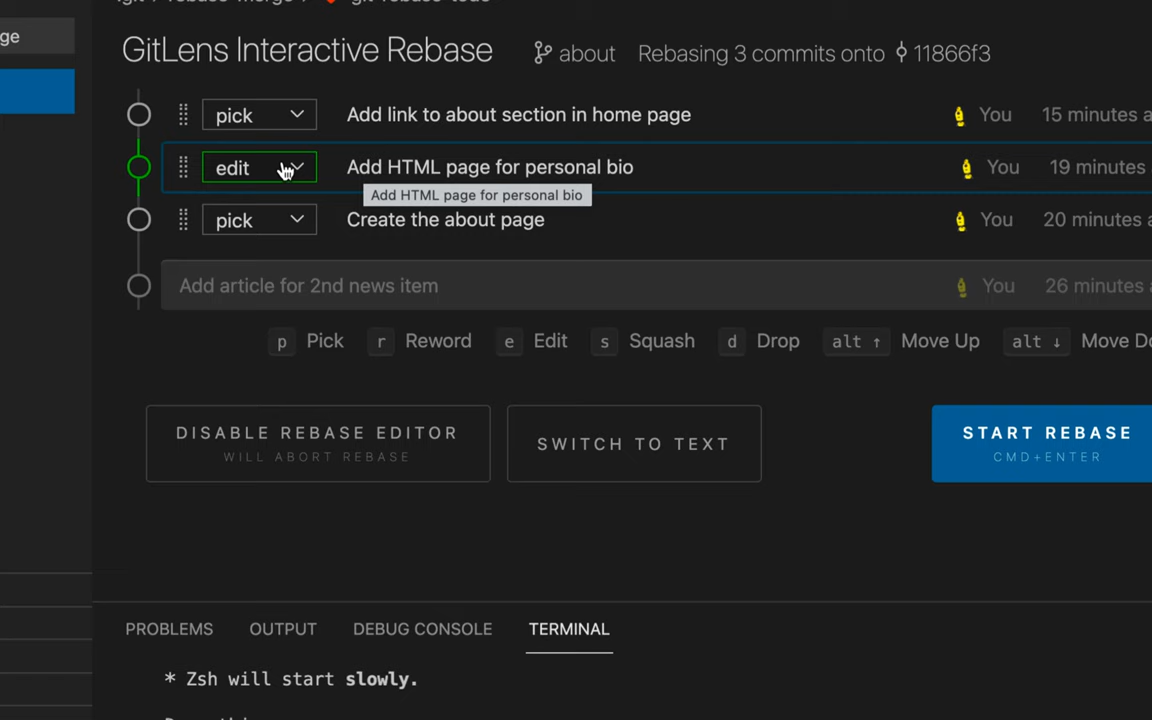 ge
GitLens Interactive Rebase about Rebasing 3 commits onto 11866f3
pick Add link to about section in home page You 15 minutes a
edit Add HTML page for personal bio You 19 minutes
Add HTML page for personal bio
pick Create the about page You 20 minutes a
Add article for 2nd news item You 26 minutes a
p Pick r Reword e Edit s Squash d Drop alt ↑ Move Up alt ↓ Move Do
DISABLE REBASE EDITOR SWITCH TO TEXT START REBASE
WILL ABORT REBASE CMD+ENTER
PROBLEMS OUTPUT DEBUG CONSOLE TERMINAL
* Zsh will start slowly.